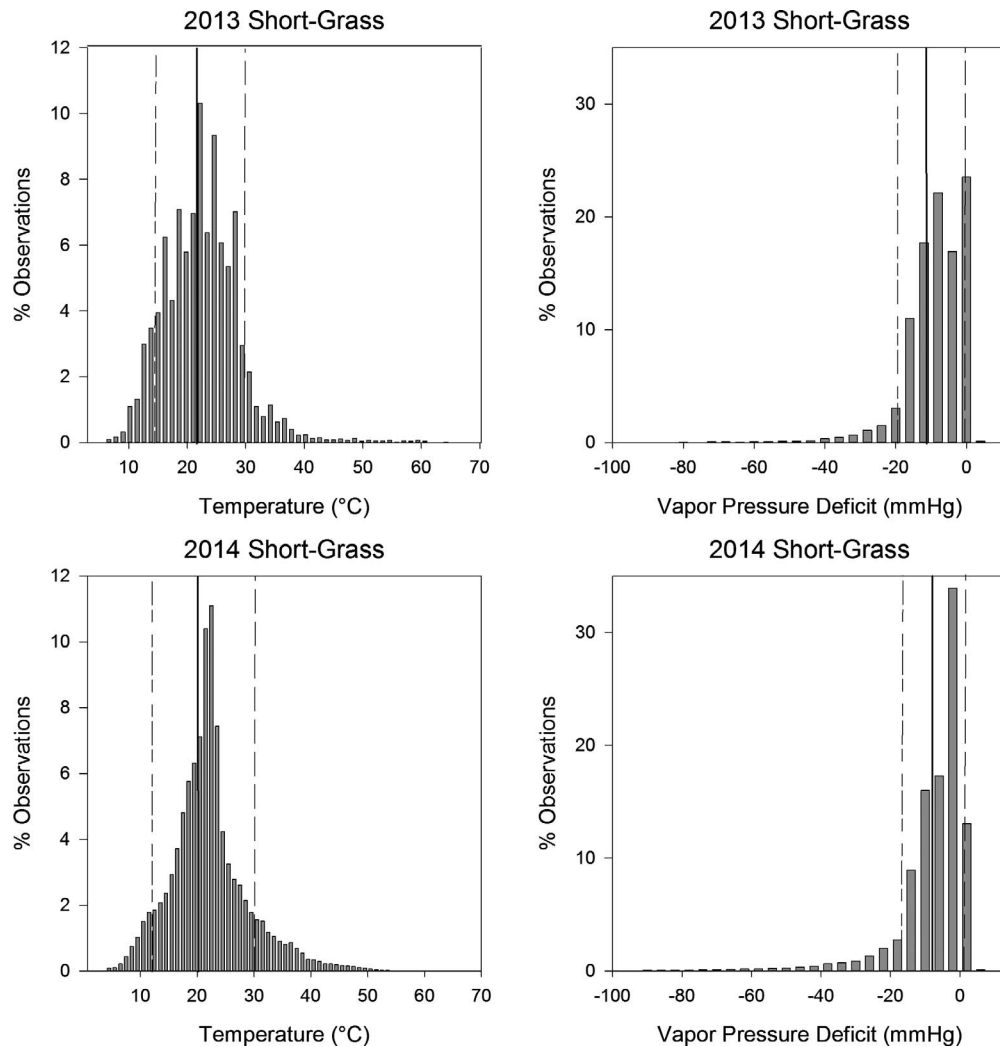 2013 Short-Grass
2013 Short-Grass
12
10
8
6
4
2
0
% Observations
10 20 30 40 50 60 70
Temperature (°C)
30
20
10
0
% Observations
-100 -80 -60 -40 -20 0
Vapor Pressure Deficit (mmHg)
2014 Short-Grass
2014 Short-Grass
12
10
8
6
4
2
0
% Observations
10 20 30 40 50 60 70
Temperature (°C)
30
20
10
0
% Observations
-100 -80 -60 -40 -20 0
Vapor Pressure Deficit (mmHg)